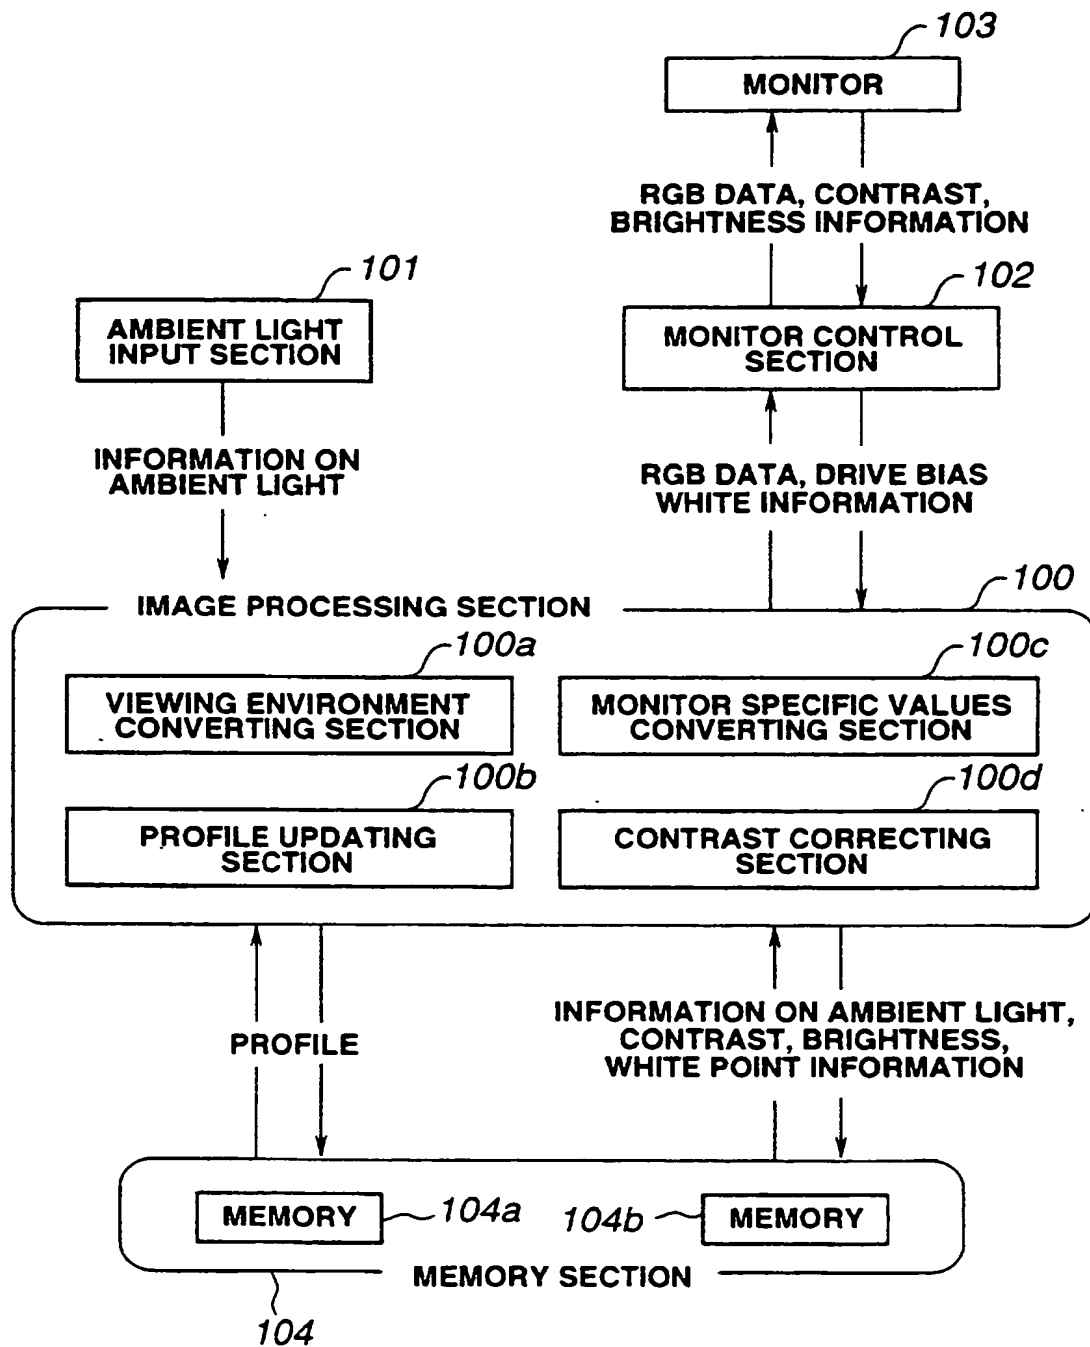 103
MONITOR
RGB DATA, CONTRAST,
BRIGHTNESS INFORMATION
101
AMBIENT LIGHT
INPUT SECTION
102
MONITOR CONTROL
SECTION
INFORMATION ON
AMBIENT LIGHT
RGB DATA, DRIVE BIAS
WHITE INFORMATION
100
IMAGE PROCESSING SECTION
100a
VIEWING ENVIRONMENT
CONVERTING SECTION
100c
MONITOR SPECIFIC VALUES
CONVERTING SECTION
100b
PROFILE UPDATING
SECTION
100d
CONTRAST CORRECTING
SECTION
PROFILE
INFORMATION ON AMBIENT LIGHT,
CONTRAST, BRIGHTNESS,
WHITE POINT INFORMATION
MEMORY
104a
104b
MEMORY
MEMORY SECTION
104